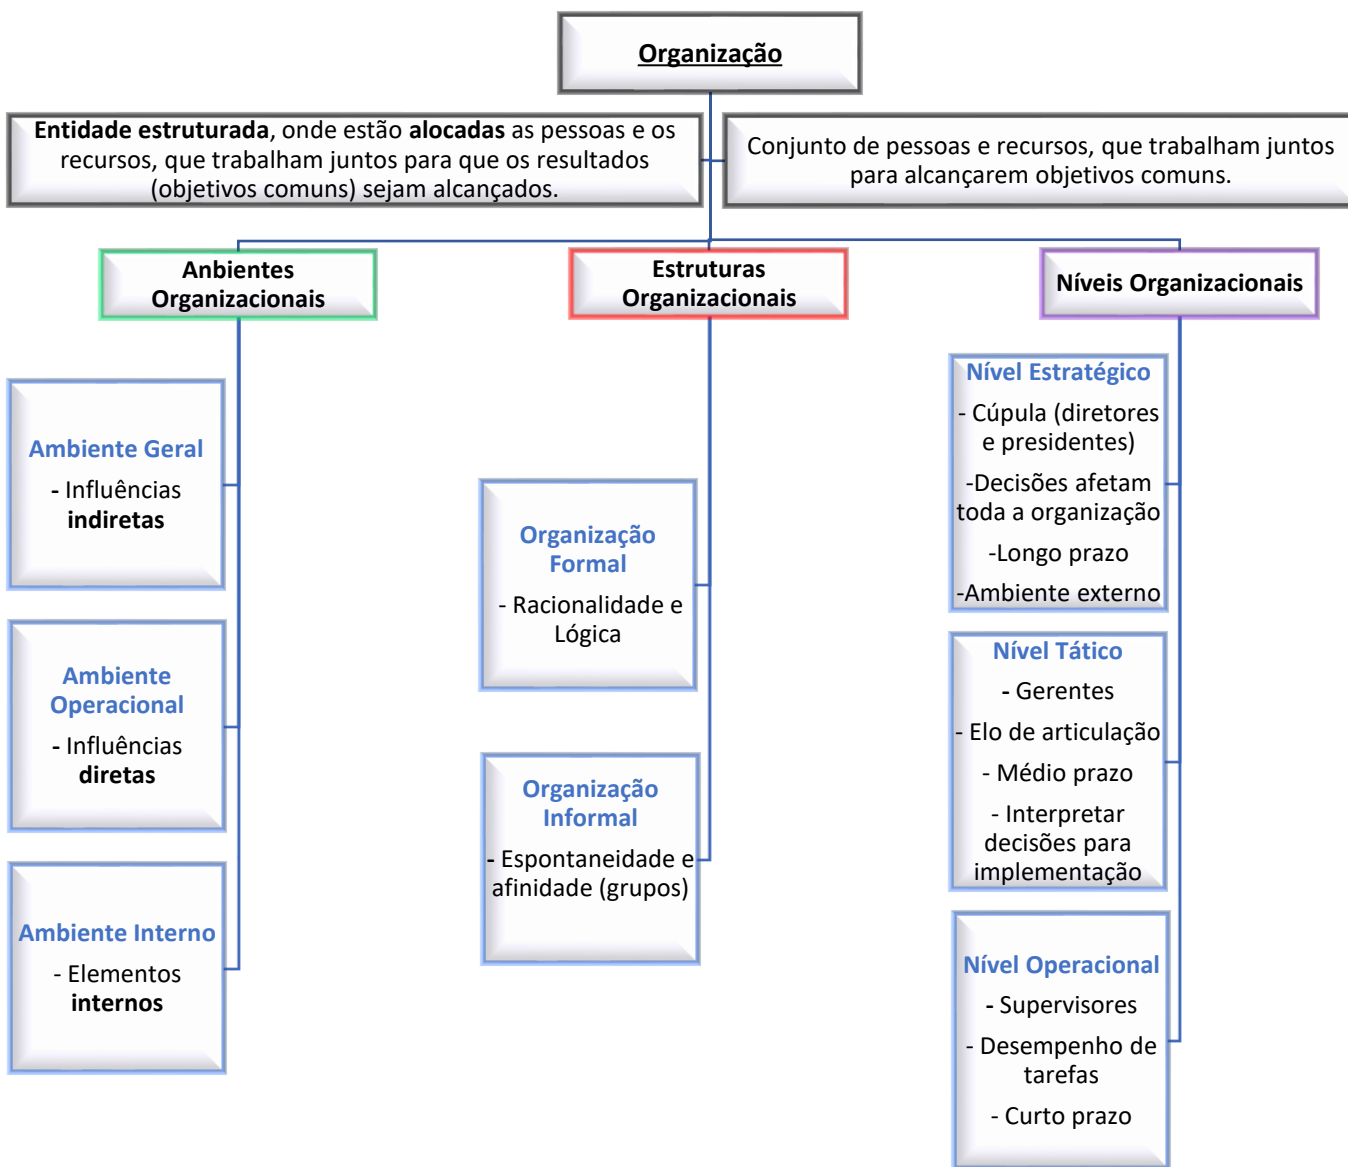 Organização
Entidade estruturada, onde estão alocadas as pessoas e os
recursos, que trabalham juntos para que os resultados
(objetivos comuns) sejam alcançados.
Conjunto de pessoas e recursos, que trabalham juntos
para alcançarem objetivos comuns.
Anbientes
Organizacionais
Ambiente Geral
- Influências
indiretas
Ambiente
Operacional
- Influências
diretas
Ambiente Interno
- Elementos
internos
Estruturas
Organizacionais
Organização
Formal
- Racionalidade e
Lógica
Organização
Informal
- Espontaneidade e
afinidade (grupos)
Níveis Organizacionais
Nível Estratégico
- Cúpula (diretores
e presidentes)
-Decisões afetam
toda a organização
-Longo prazo
-Ambiente externo
Nível Tático
- Gerentes
- Elo de articulação
- Médio prazo
- Interpretar
decisões para
implementação
Nível Operacional
- Supervisores
- Desempenho de
tarefas
- Curto prazo